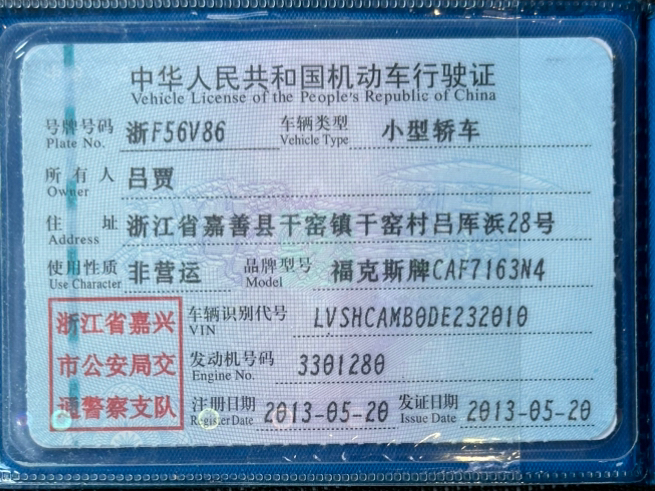 中华人民共和国机动车行驶证
Vehicle License of the People's Republic of China
号牌号码 浙F56V86 车辆类型 小型轿车
Plate No. Vehicle Type
所有人 吕贾
Owner
住址 浙江省嘉善县干窑镇干窑村吕厍浜28号
Address
使用性质 非营运 品牌型号 福克斯牌CAF7163N4
Use Character Model
浙江省嘉兴
市公安局交
通警察支队
车辆识别代号 LVSHCAMB0DE232010
VIN
发动机号码 3301280
Engine No.
注册日期 2013-05-20 发证日期 2013-05-20
Register Date Issue Date